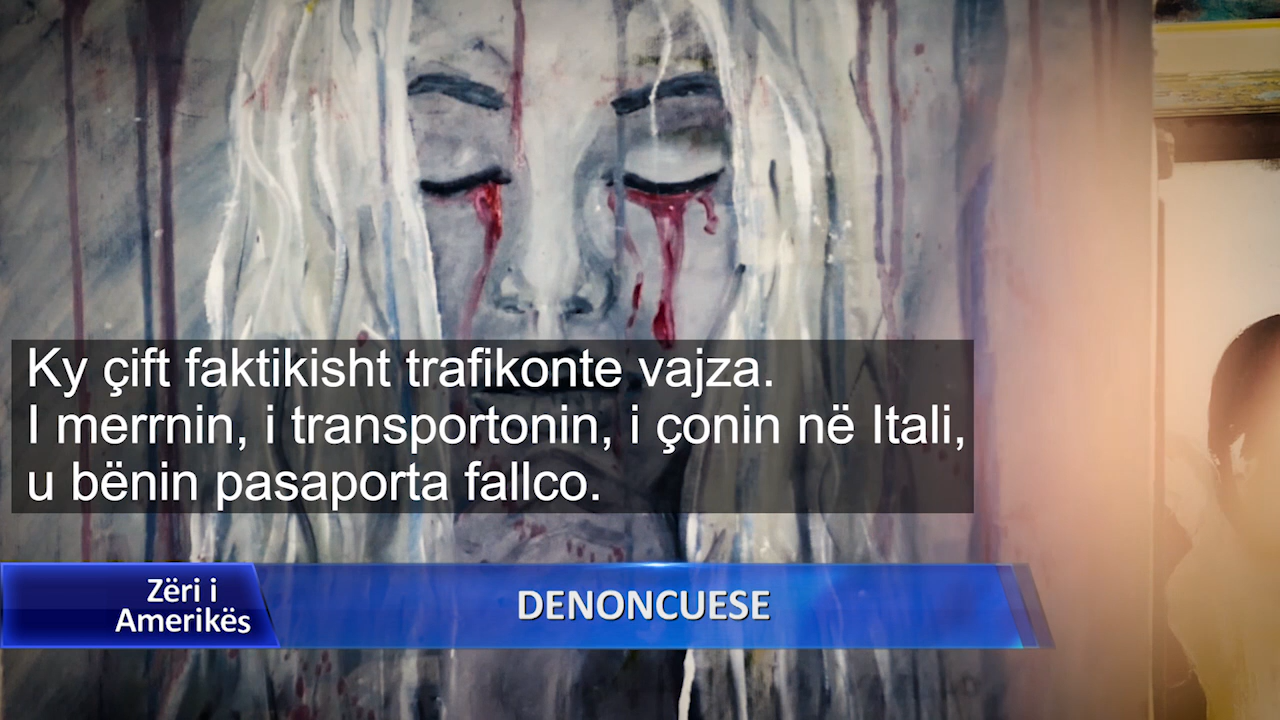 Ky çift faktikisht trafikonte vajza.
I merrnin, i transportonin, i çonin në Itali,
u bënin pasaporta fallco.
Zëri i
Amerikës
DENONCUESE